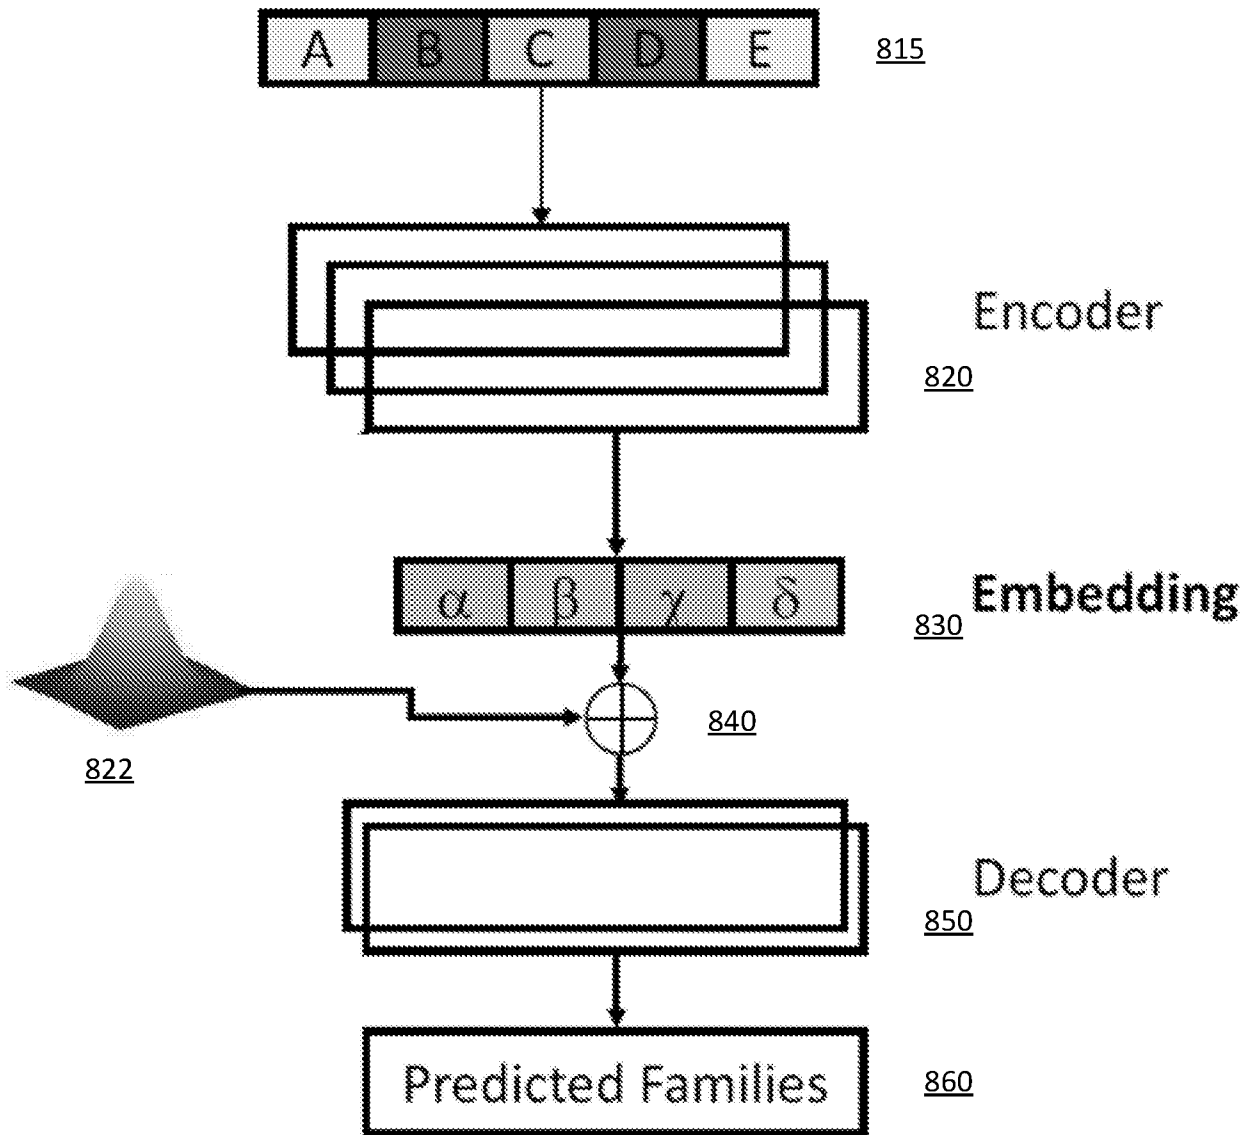 A B C D E 815
Encoder
820
α β χ δ 830 Embedding
840
822
Decoder
850
Predicted Families 860